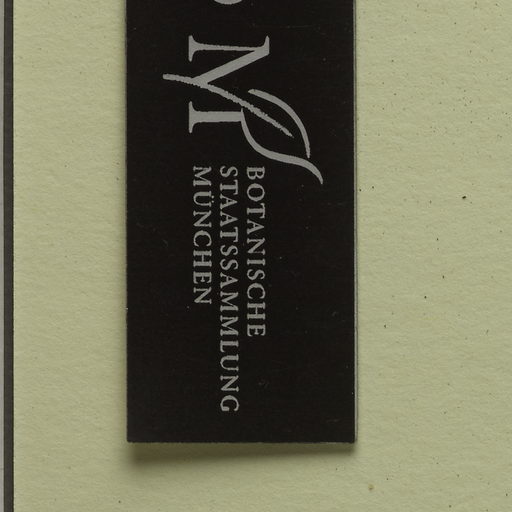 M
BOTANISCHE
STAATSSAMMLUNG
MÜNCHEN